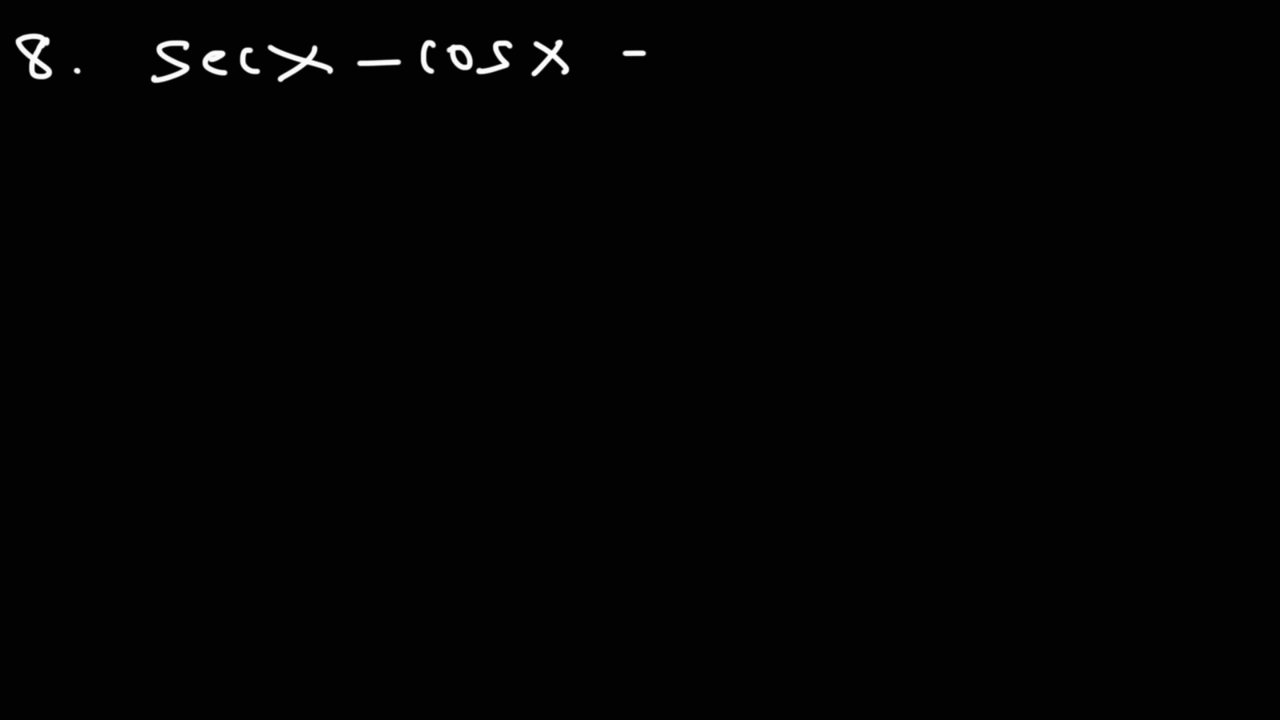 8. secx – cosx -